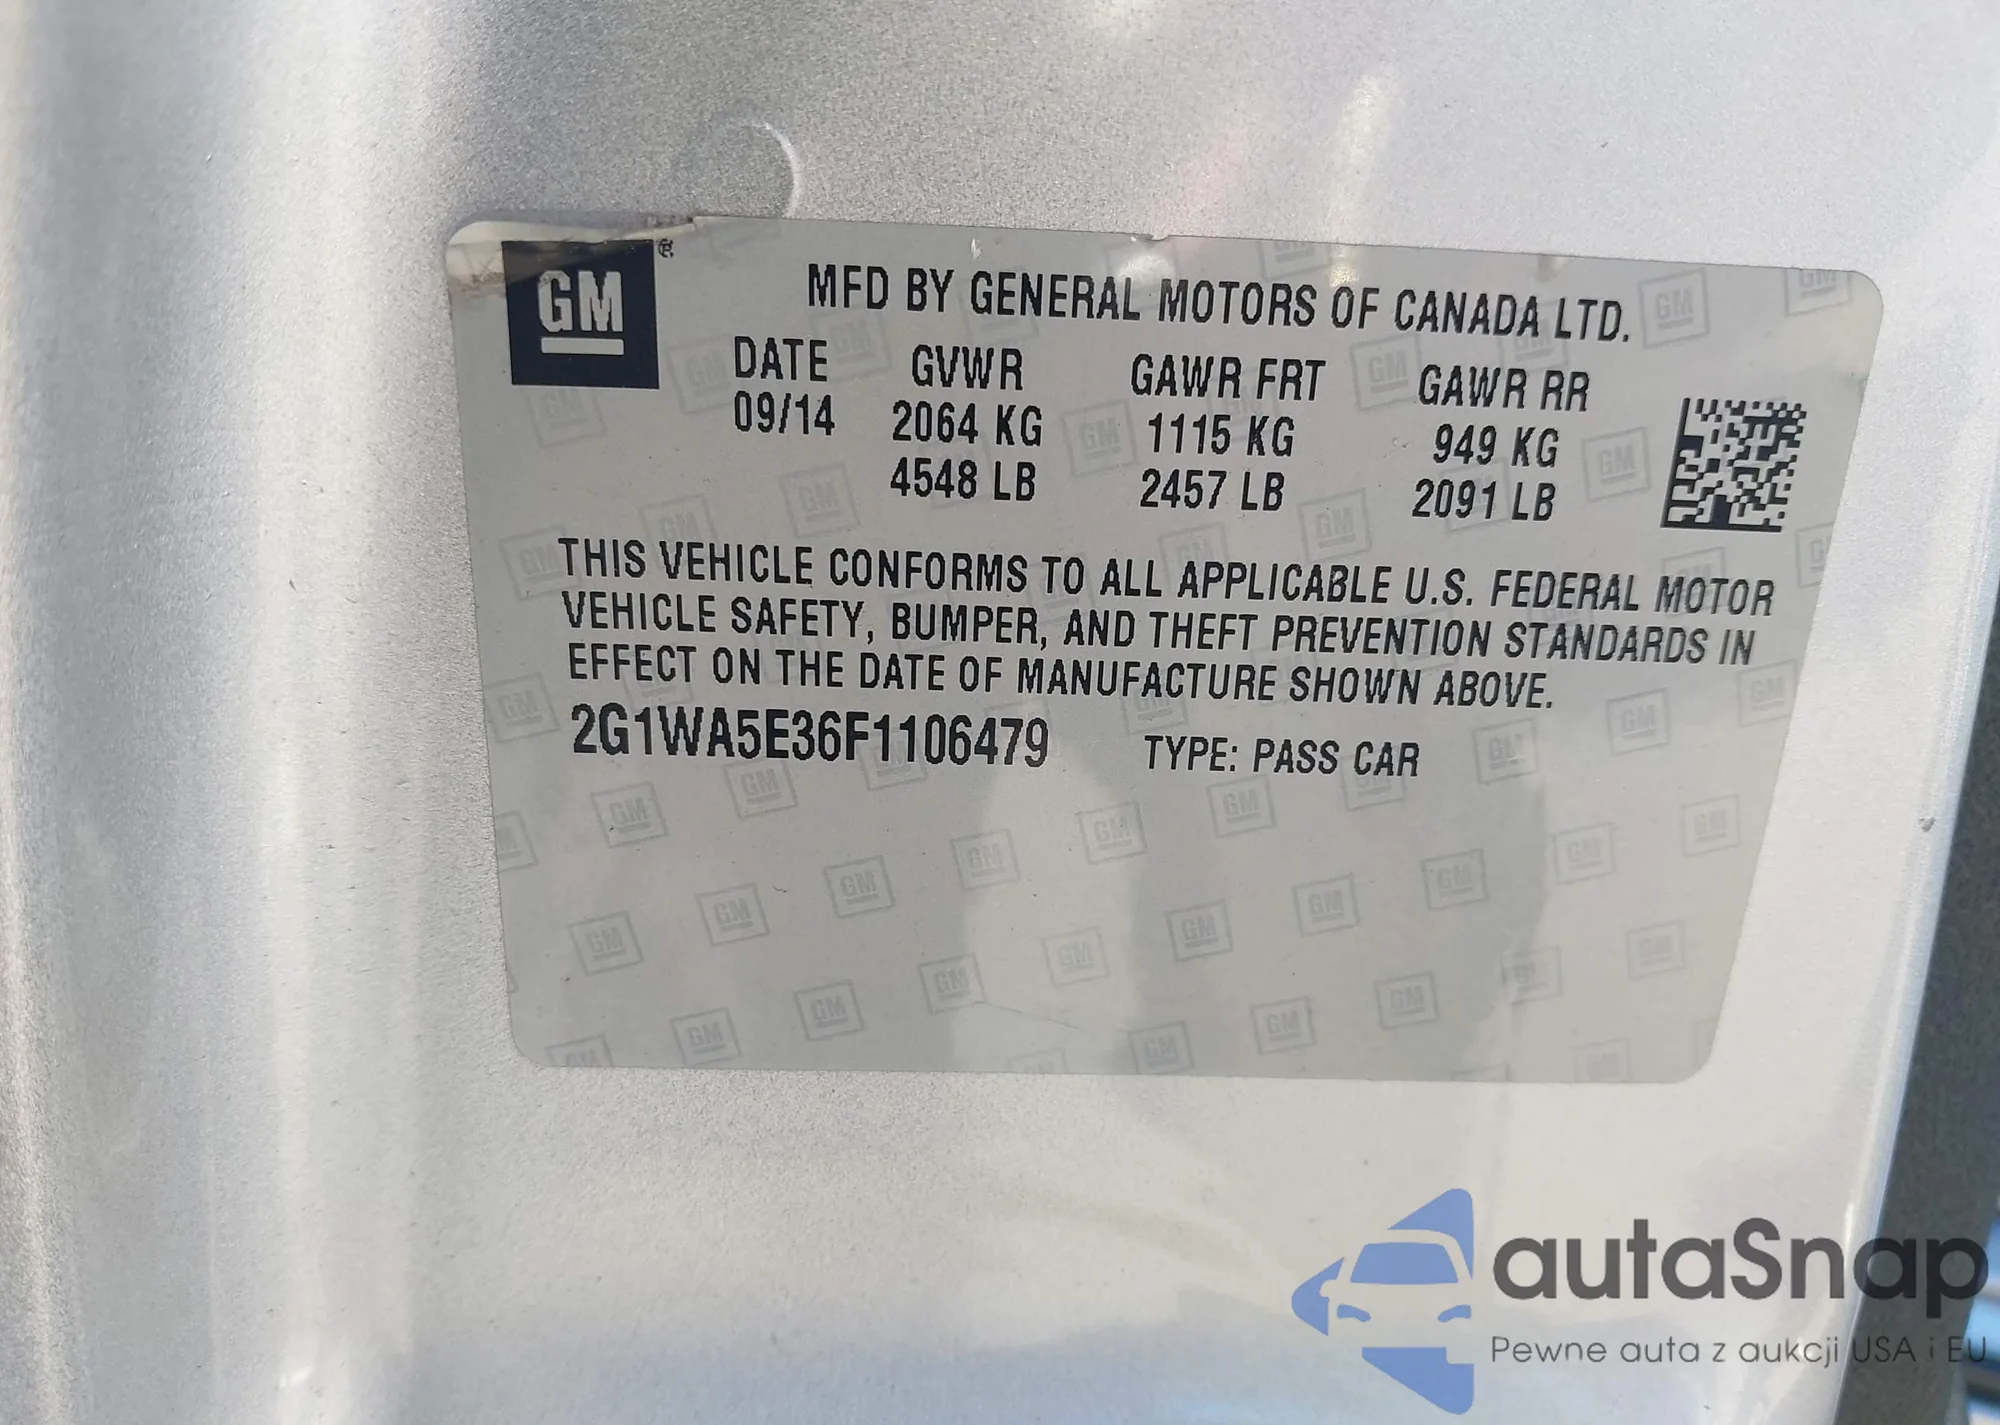 GM ®
MFD BY GENERAL MOTORS OF CANADA LTD.
DATE GVWR GAWR FRT GAWR RR
09/14 2064 KG 1115 KG 949 KG
4548 LB 2457 LB 2091 LB
THIS VEHICLE CONFORMS TO ALL APPLICABLE U.S. FEDERAL MOTOR
VEHICLE SAFETY, BUMPER, AND THEFT PREVENTION STANDARDS IN
EFFECT ON THE DATE OF MANUFACTURE SHOWN ABOVE.
2G1WA5E36F1106479 TYPE: PASS CAR
autaSnap
Pewne auta z aukcji USA i EU